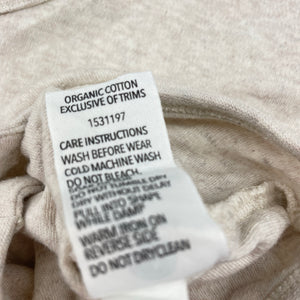 ORGANIC COTTON
EXCLUSIVE OF TRIMS
1531197
CARE INSTRUCTIONS
WASH BEFORE WEAR
COLD MACHINE WASH
DO NOT BLEACH.
DO NOT TUMBLE DRY
DRY WITHOUT DELAY
PULL INTO SHAPE
WHILE DAMP
WARM IRON ON
REVERSE SIDE
DO NOT DRYCLEAN